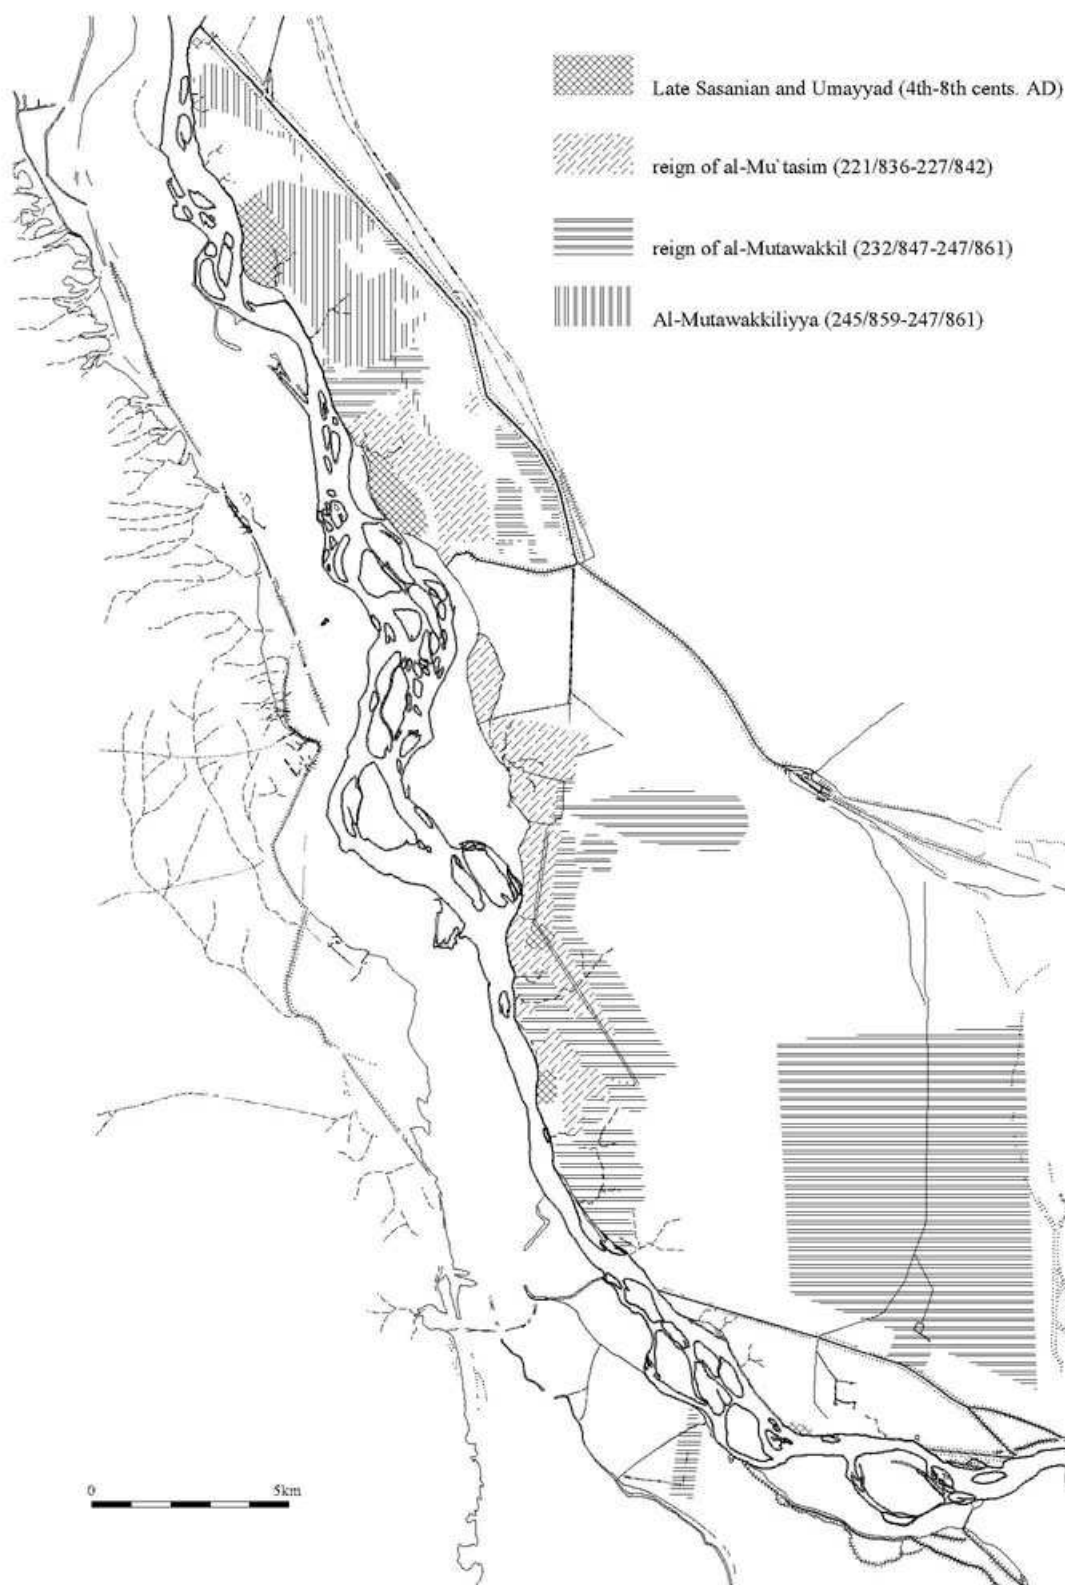 Late Sasanian and Umayyad (4th-8th cents. AD)
reign of al-Mu`tasim (221/836-227/842)
reign of al-Mutawakkil (232/847-247/861)
Al-Mutawakkiliyya (245/859-247/861)
0 5km